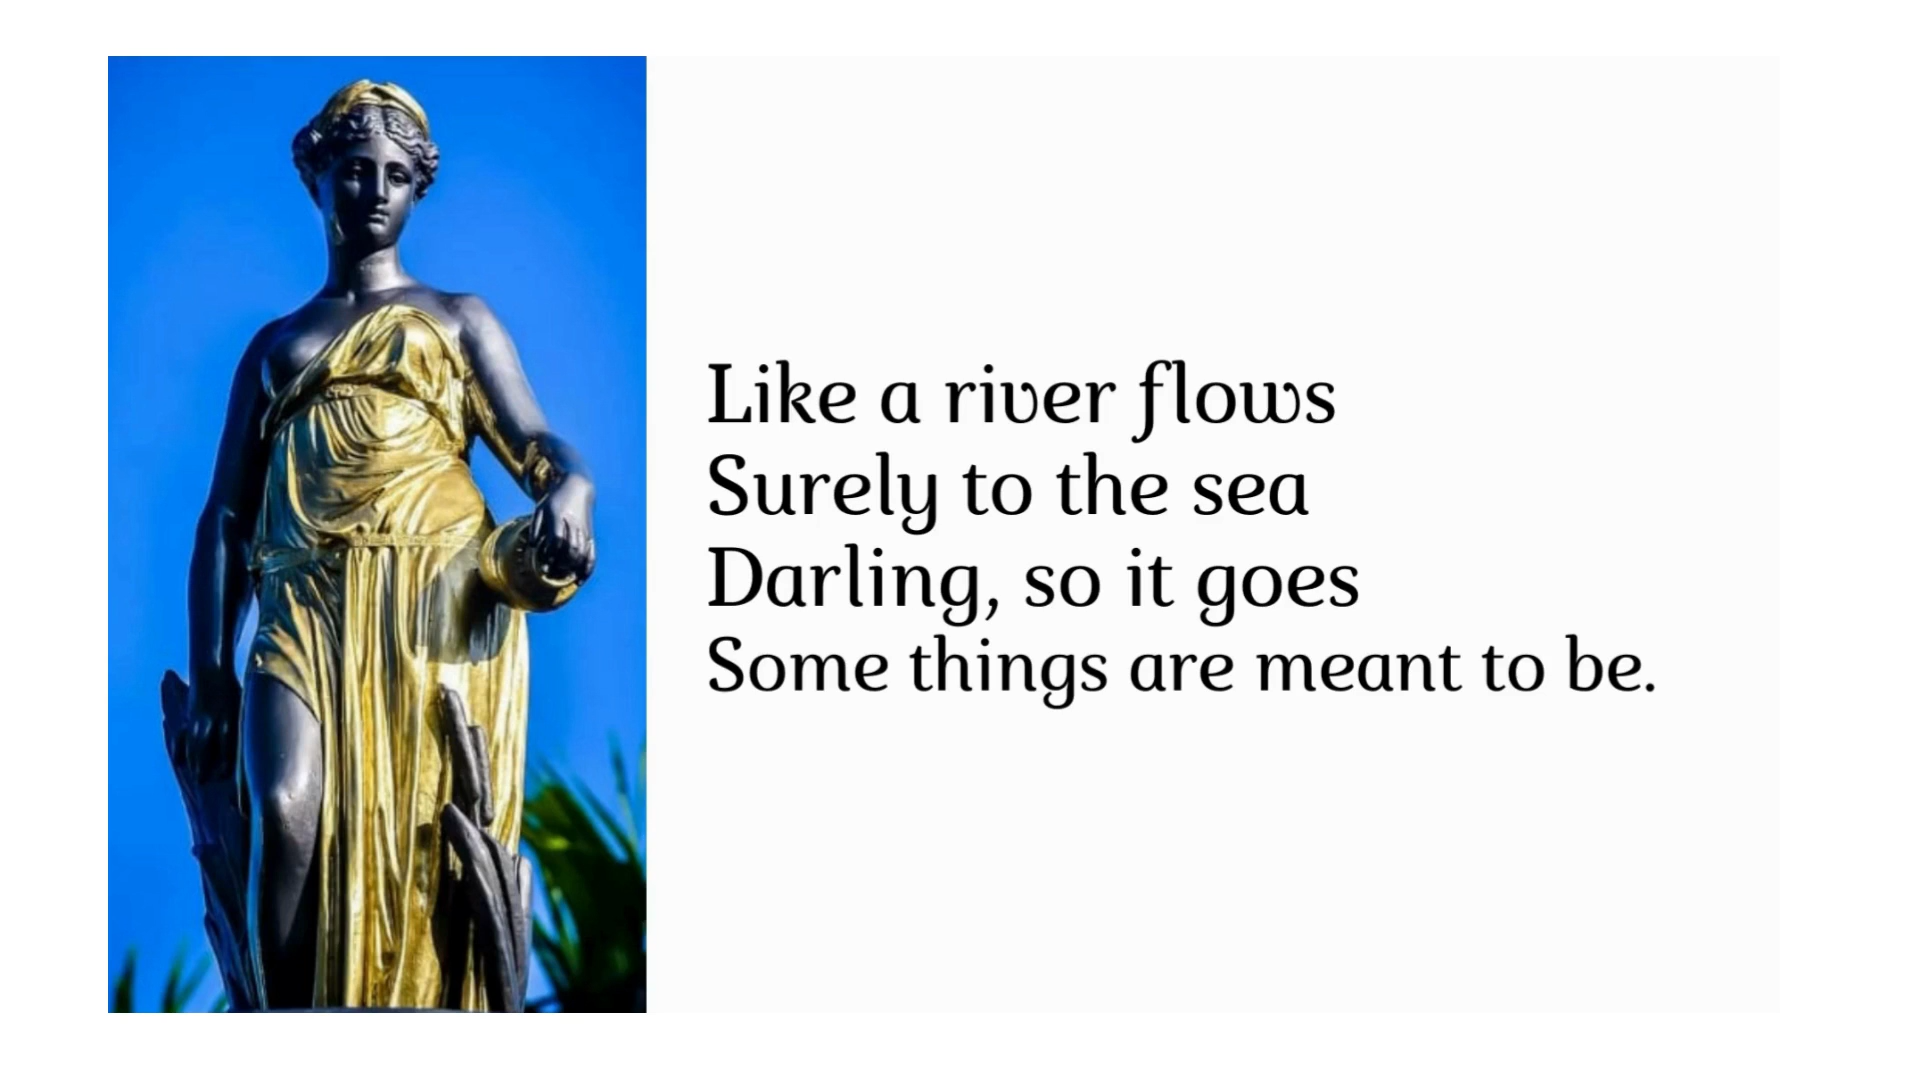 Like a river flows
Surely to the sea
Darling, so it goes
Some things are meant to be.